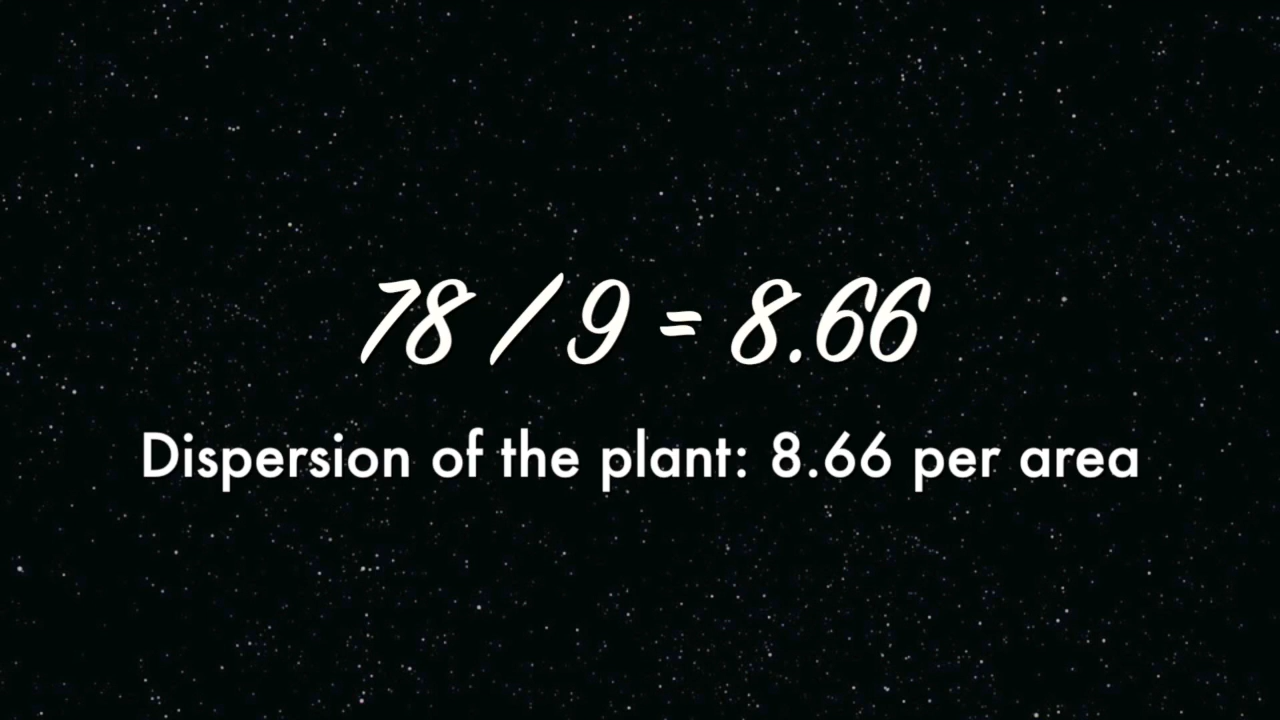 78 / 9 = 8.66
Dispersion of the plant: 8.66 per area